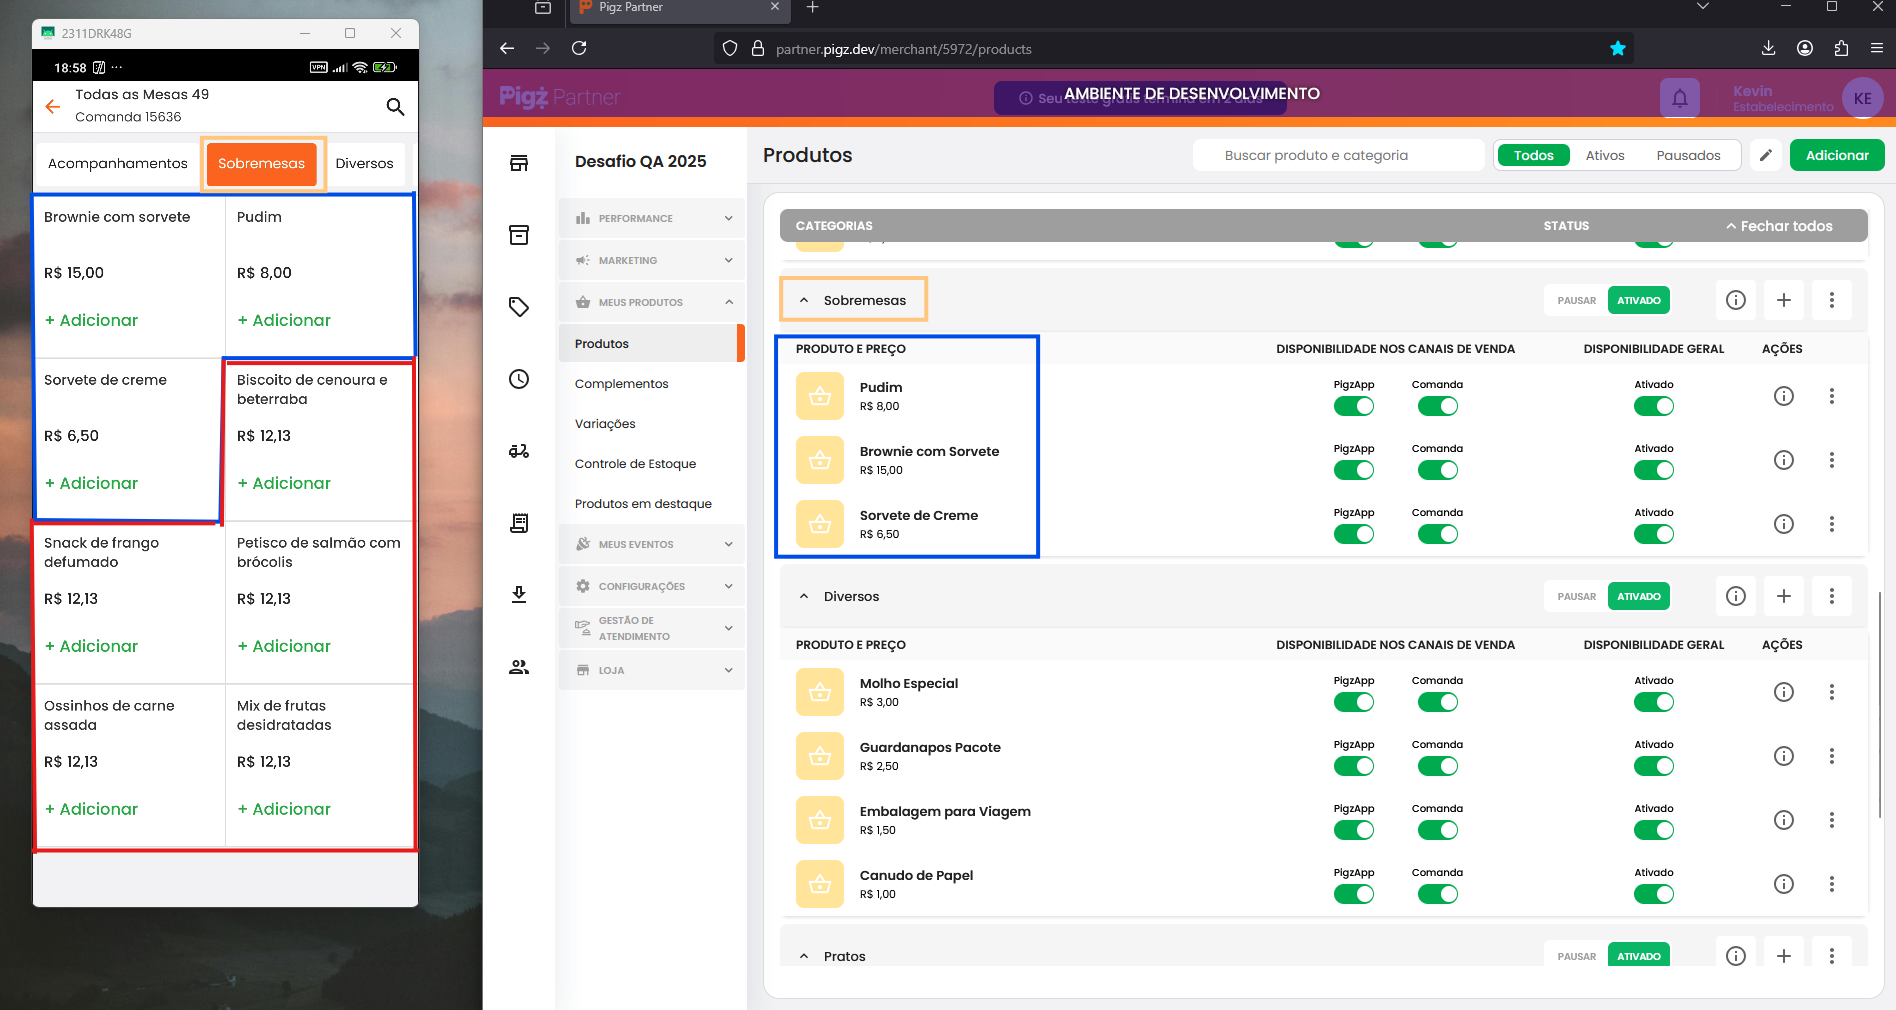 2311DRK48G
18:58
VPN
Todas as Mesas 49
Comanda 15636
Acompanhamentos
Sobremesas
Diversos
Brownie com sorvete
R$ 15,00
+ Adicionar
Pudim
R$ 8,00
+ Adicionar
Sorvete de creme
R$ 6,50
+ Adicionar
Biscoito de cenoura e
beterraba
R$ 12,13
+ Adicionar
Snack de frango
defumado
R$ 12,13
+ Adicionar
Petisco de salmão com
brócolis
R$ 12,13
+ Adicionar
Ossinhos de carne
assada
R$ 12,13
+ Adicionar
Mix de frutas
desidratadas
R$ 12,13
+ Adicionar
Pigz Partner
partner.pigz.dev/merchant/5972/products
Pigz Partner
Seu teste grátis termina em 2 dias
AMBIENTE DE DESENVOLVIMENTO
Kevin
Estabelecimento
KE
Desafio QA 2025
PERFORMANCE
MARKETING
MEUS PRODUTOS
Produtos
Complementos
Variações
Controle de Estoque
Produtos em destaque
MEUS EVENTOS
CONFIGURAÇÕES
GESTÃO DE
ATENDIMENTO
LOJA
Produtos
Buscar produto e categoria
Todos
Ativos
Pausados
Adicionar
CATEGORIAS
STATUS
Fechar todos
Sobremesas
PAUSAR
ATIVADO
PRODUTO E PREÇO
DISPONIBILIDADE NOS CANAIS DE VENDA
DISPONIBILIDADE GERAL
AÇÕES
Pudim
R$ 8,00
PigzApp
Comanda
Ativado
Brownie com Sorvete
R$ 15,00
PigzApp
Comanda
Ativado
Sorvete de Creme
R$ 6,50
PigzApp
Comanda
Ativado
Diversos
PAUSAR
ATIVADO
PRODUTO E PREÇO
DISPONIBILIDADE NOS CANAIS DE VENDA
DISPONIBILIDADE GERAL
AÇÕES
Molho Especial
R$ 3,00
PigzApp
Comanda
Ativado
Guardanapos Pacote
R$ 2,50
PigzApp
Comanda
Ativado
Embalagem para Viagem
R$ 1,50
PigzApp
Comanda
Ativado
Canudo de Papel
R$ 1,00
PigzApp
Comanda
Ativado
Pratos
PAUSAR
ATIVADO